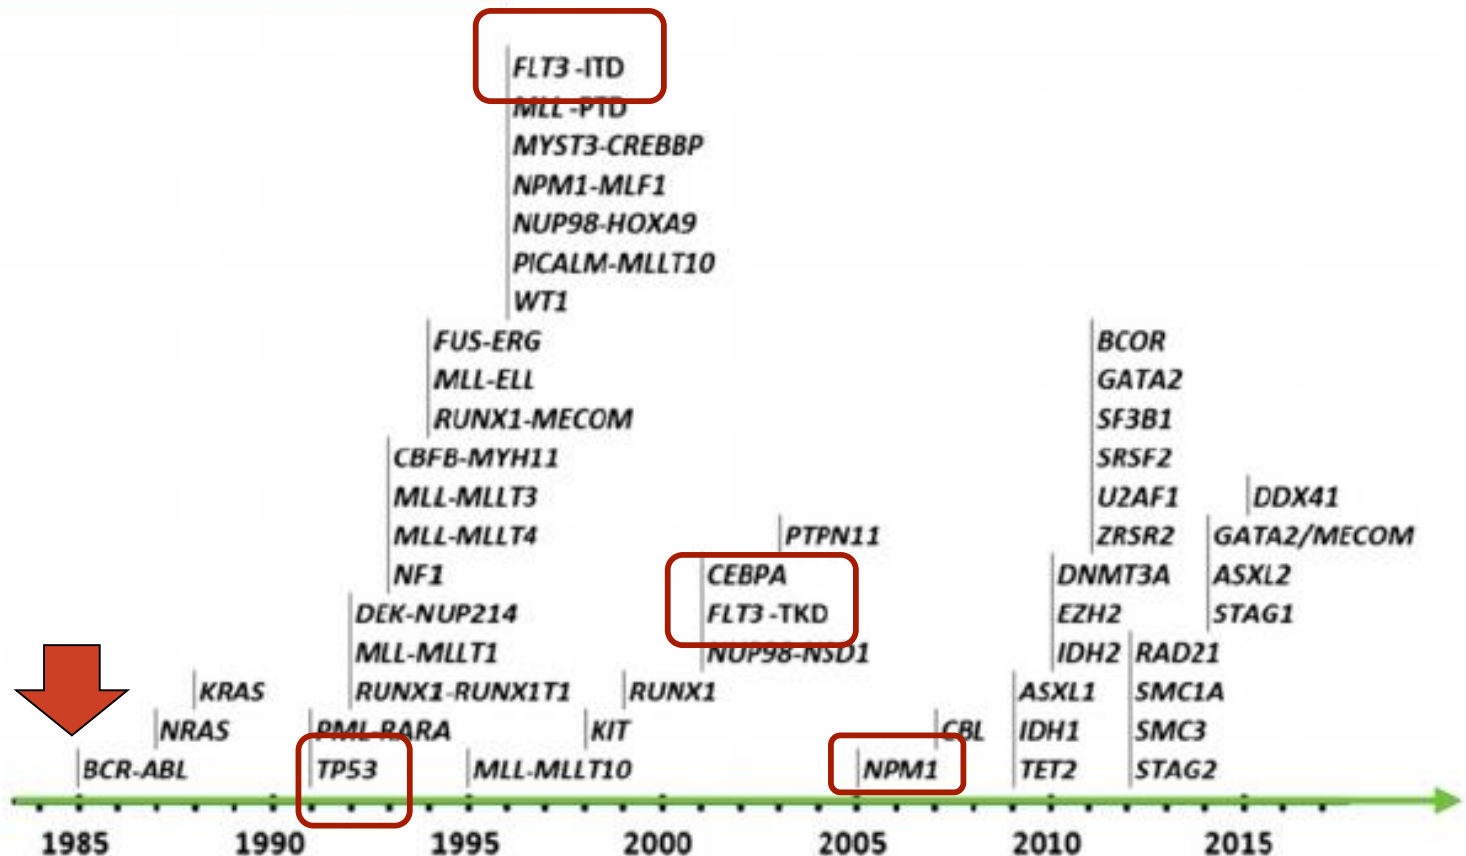 FLT3 -ITD
MLL -PTD
MYST3-CREBBP
NPM1-MLF1
NUP98-HOXA9
PICALM-MLLT10
WT1
FUS-ERG
MLL-ELL
RUNX1-MECOM
CBFB-MYH11
MLL-MLLT3
MLL-MLLT4
NF1
DEK-NUP214
MLL-MLLT1
RUNX1-RUNX1T1
KRAS
NRAS
BCR-ABL
PML-RARA
TP53
MLL-MLLT10
KIT
RUNX1
PTPN11
CEBPA
FLT3 -TKD
NUP98-NSD1
CBL
NPM1
BCOR
GATA2
SF3B1
SRSF2
U2AF1
ZRSR2
DNMT3A
EZH2
IDH2
ASXL1
IDH1
TET2
RAD21
SMC1A
SMC3
STAG2
DDX41
GATA2/MECOM
ASXL2
STAG1
1985 1990 1995 2000 2005 2010 2015